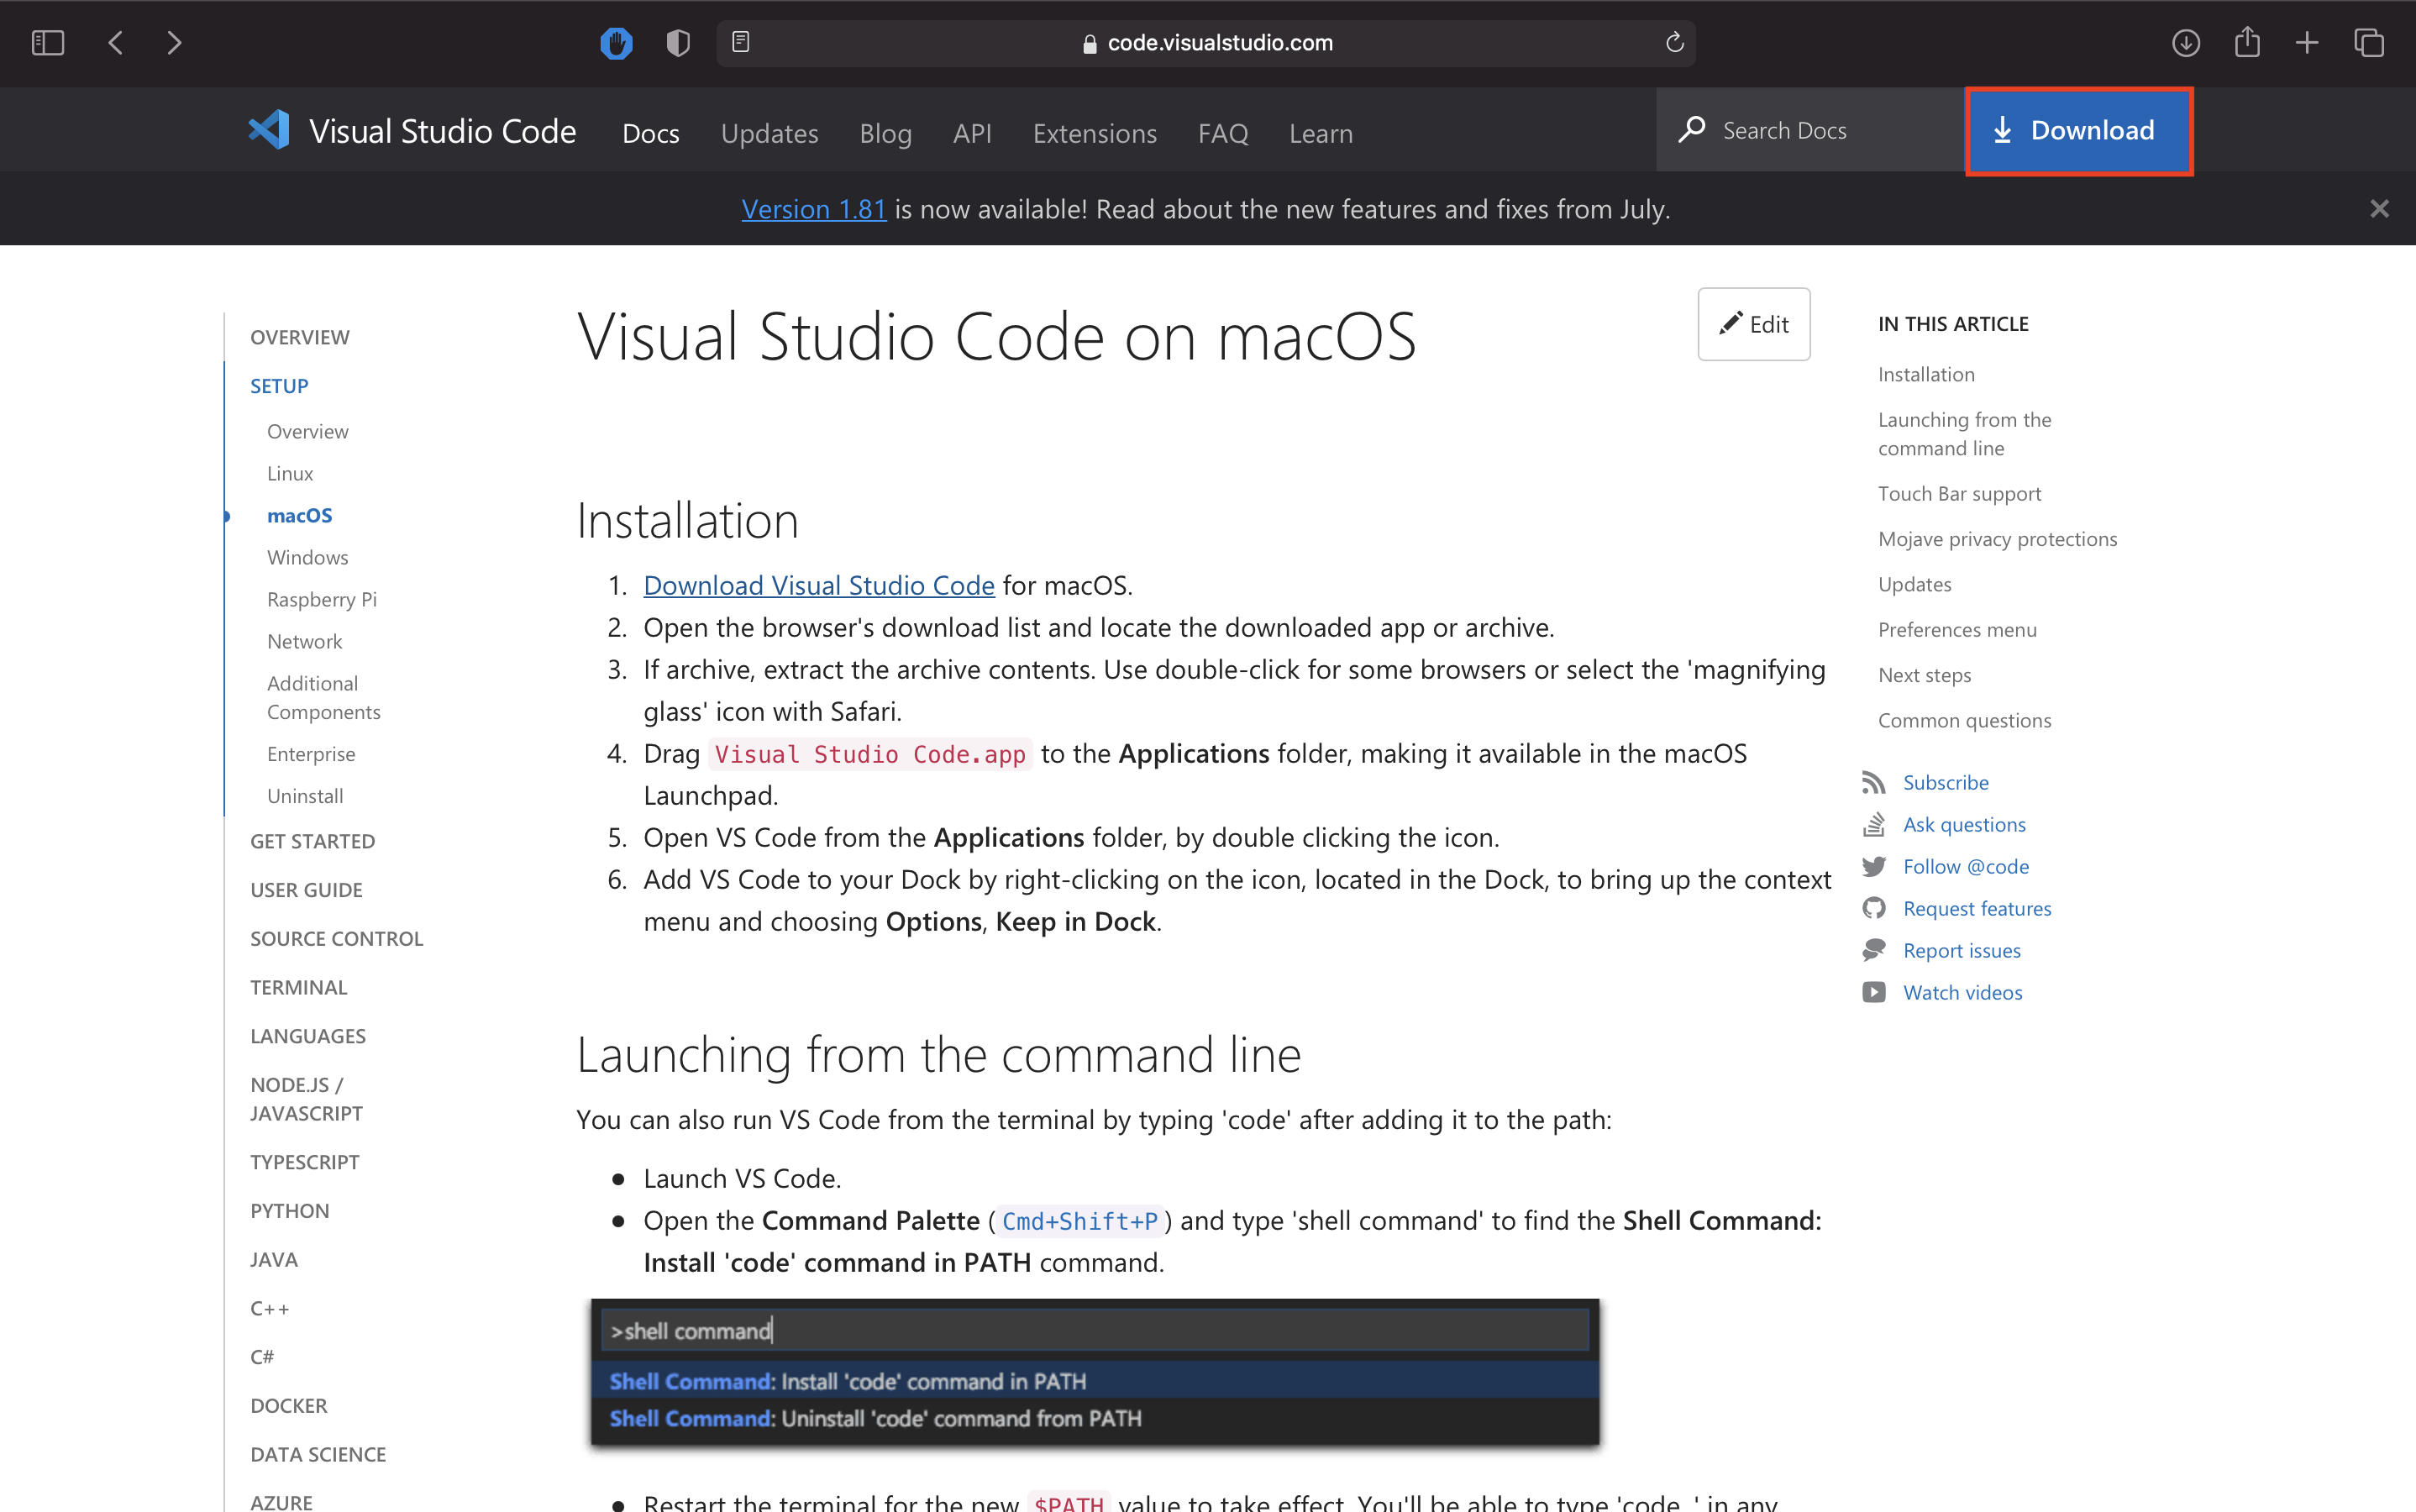 code.visualstudio.com
Visual Studio Code
Docs
Updates
Blog
API
Extensions
FAQ
Learn
Search Docs
Download
Version 1.81 is now available! Read about the new features and fixes from July.
OVERVIEW
SETUP
Overview
Linux
macOS
Windows
Raspberry Pi
Network
Additional
Components
Enterprise
Uninstall
GET STARTED
USER GUIDE
SOURCE CONTROL
TERMINAL
LANGUAGES
NODE.JS /
JAVASCRIPT
TYPESCRIPT
PYTHON
JAVA
C++
C#
DOCKER
DATA SCIENCE
AZURE
Visual Studio Code on macOS
Edit
Installation
1. Download Visual Studio Code for macOS.
2. Open the browser's download list and locate the downloaded app or archive.
3. If archive, extract the archive contents. Use double-click for some browsers or select the 'magnifying
glass' icon with Safari.
4. Drag Visual Studio Code.app to the Applications folder, making it available in the macOS
Launchpad.
5. Open VS Code from the Applications folder, by double clicking the icon.
6. Add VS Code to your Dock by right-clicking on the icon, located in the Dock, to bring up the context
menu and choosing Options, Keep in Dock.
Launching from the command line
You can also run VS Code from the terminal by typing 'code' after adding it to the path:
● Launch VS Code.
● Open the Command Palette (Cmd+Shift+P) and type 'shell command' to find the Shell Command:
Install 'code' command in PATH command.
>shell command
Shell Command: Install 'code' command in PATH
Shell Command: Uninstall 'code' command from PATH
● Restart the terminal for the new $PATH value to take effect. You'll be able to type 'code .' in any
IN THIS ARTICLE
Installation
Launching from the
command line
Touch Bar support
Mojave privacy protections
Updates
Preferences menu
Next steps
Common questions
Subscribe
Ask questions
Follow @code
Request features
Report issues
Watch videos